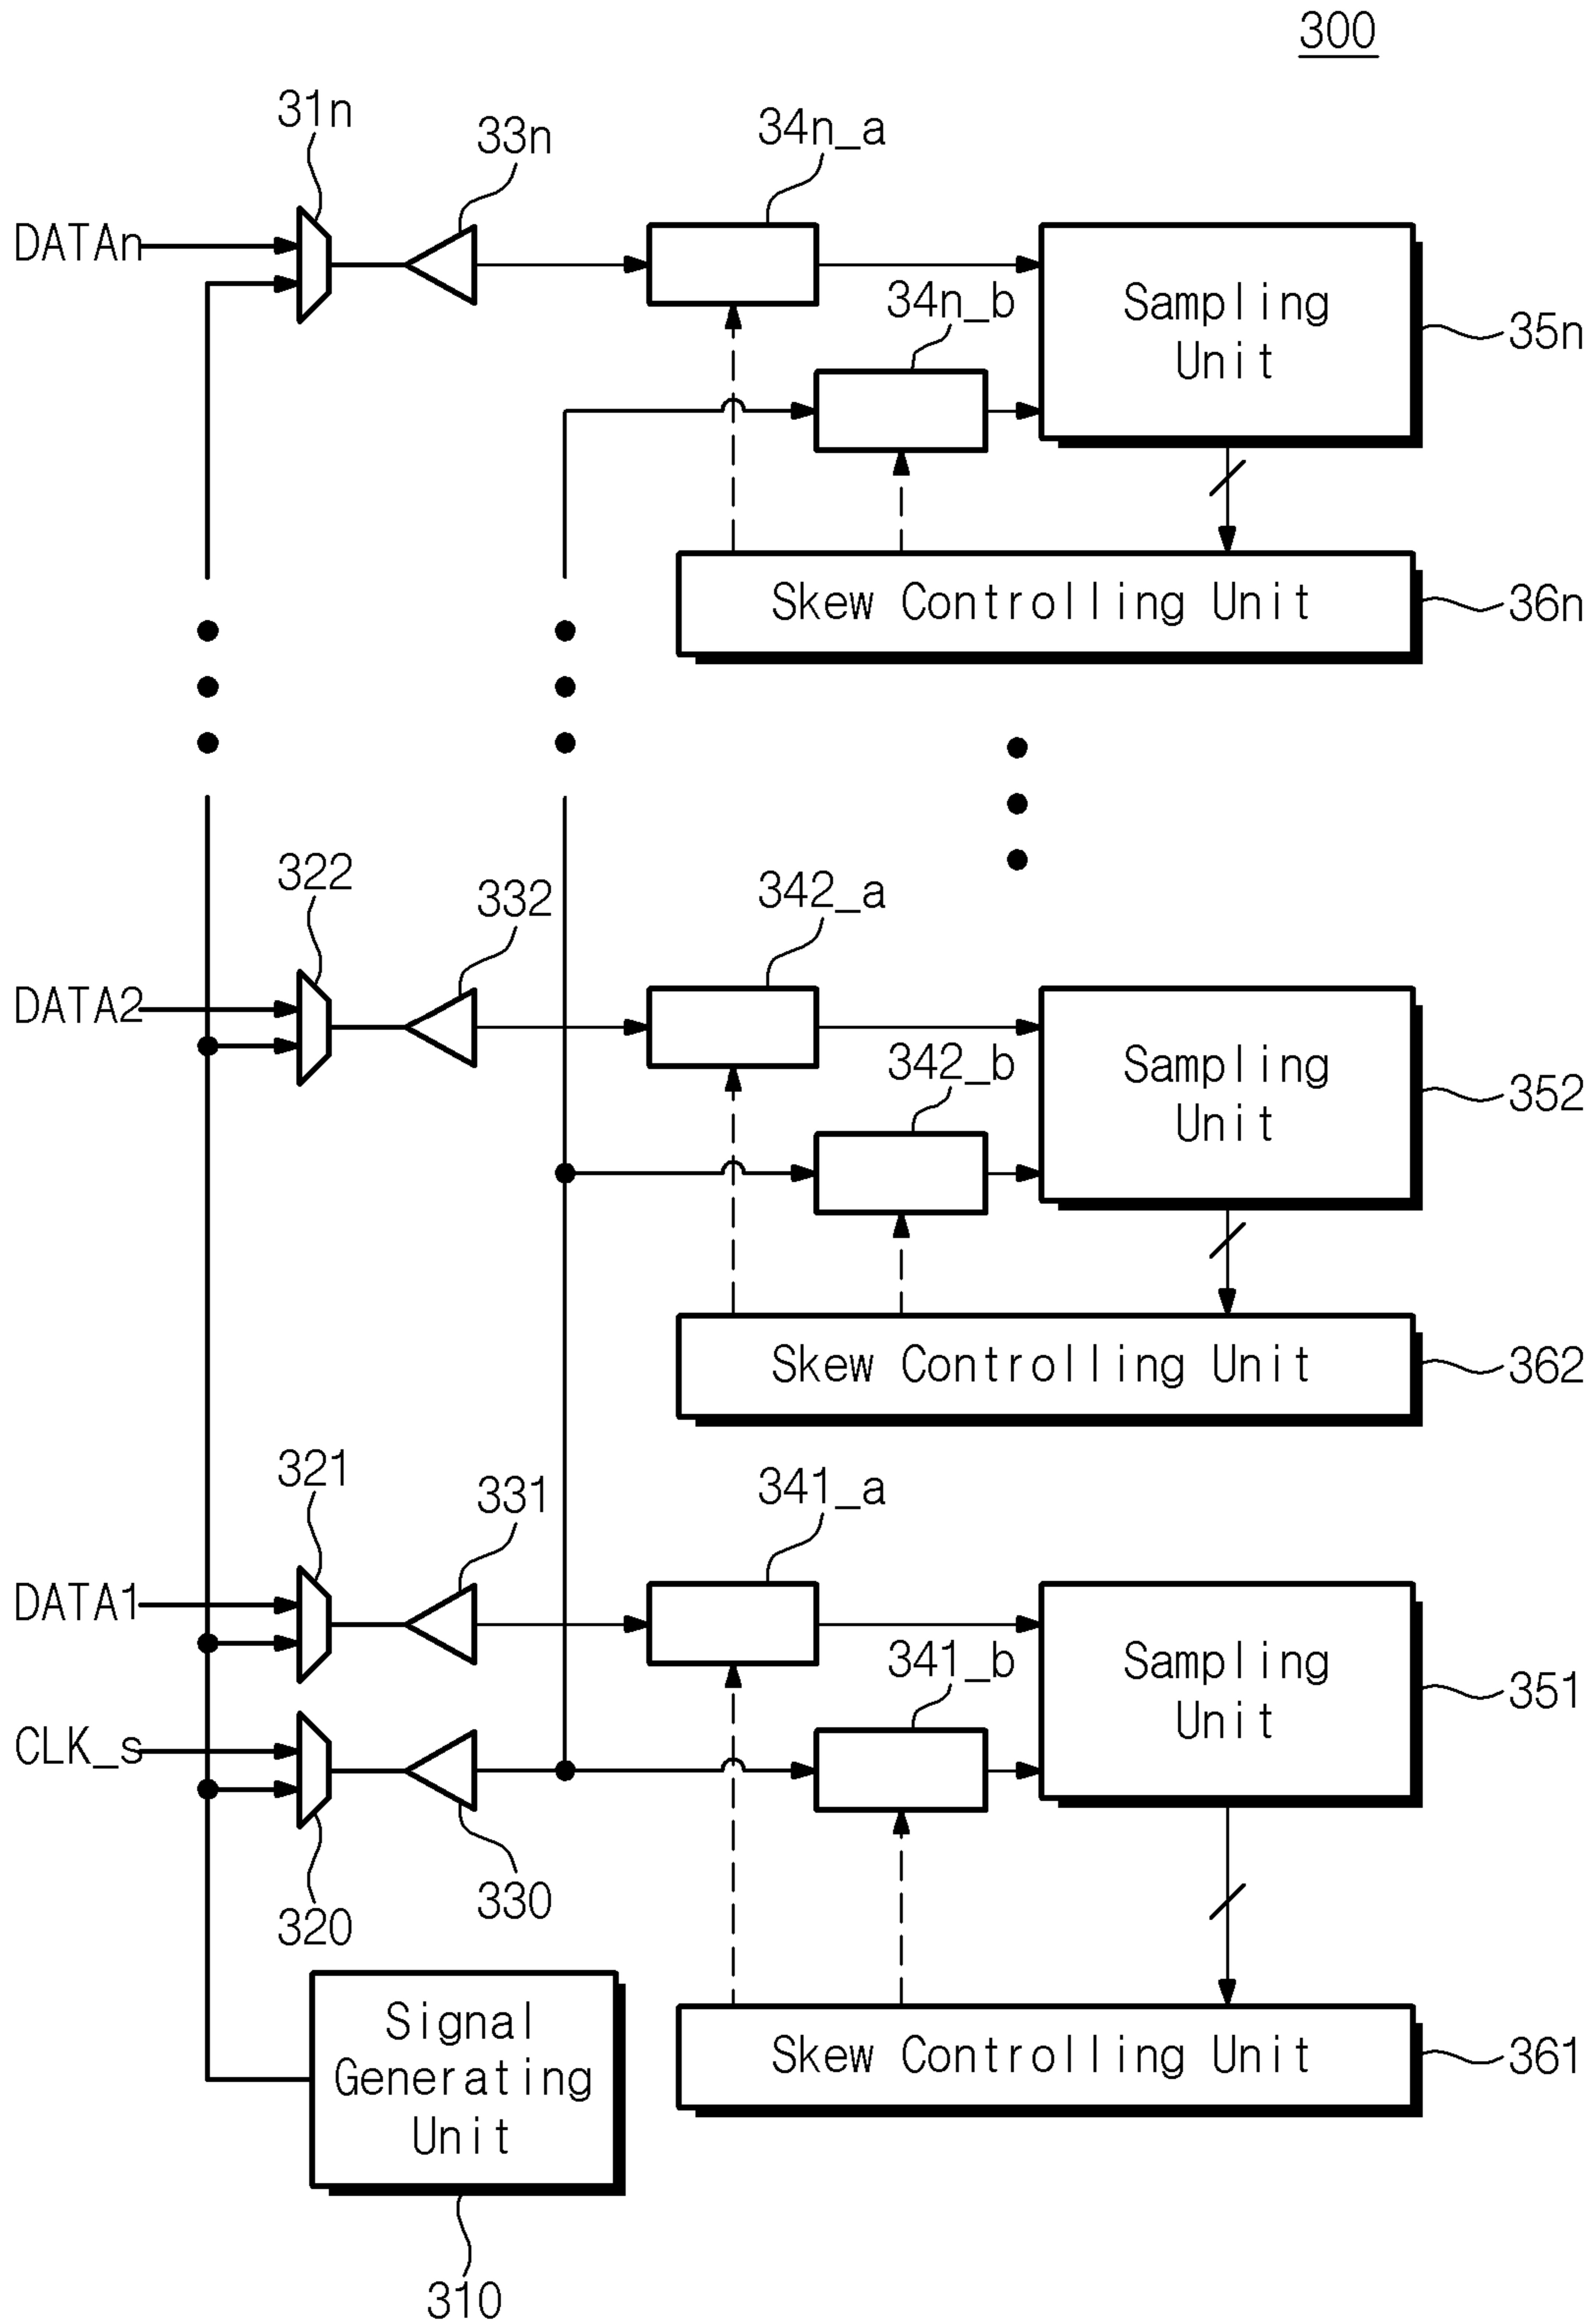 300
31n
33n
34n_a
DATAn
34n_b
Sampling
Unit
35n
Skew Controlling Unit
36n
322
332
342_a
DATA2
342_b
Sampling
Unit
352
Skew Controlling Unit
362
321
331
341_a
DATA1
341_b
Sampling
Unit
351
CLK_s
320
330
Signal
Generating
Unit
Skew Controlling Unit
361
310